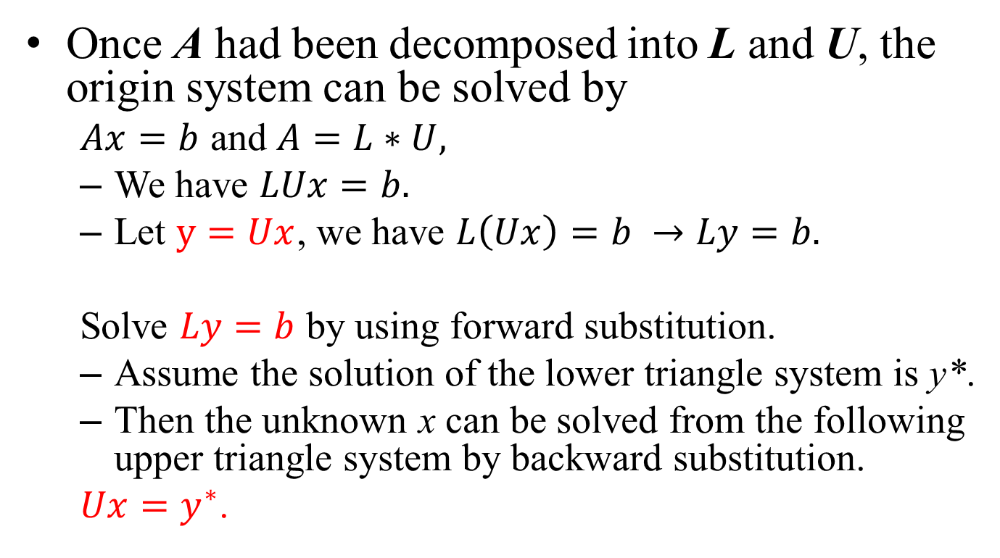 • Once A had been decomposed into L and U, the
origin system can be solved by
Ax = b and A = L ∗ U,
– We have LUx = b.
– Let y = Ux, we have L(Ux) = b → Ly = b.
Solve Ly = b by using forward substitution.
– Assume the solution of the lower triangle system is y*.
– Then the unknown x can be solved from the following
upper triangle system by backward substitution.
Ux = y*.